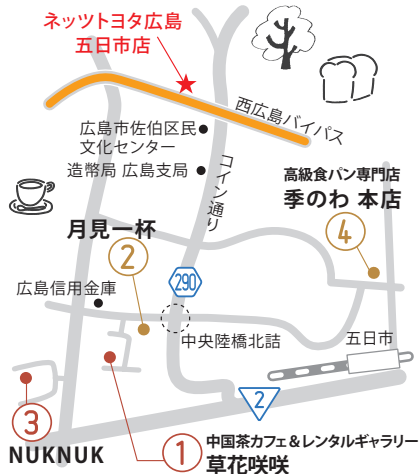 ネッツトヨタ広島
五日市店
西広島バイパス
広島市佐伯区民
文化センター
造幣局 広島支局
コイン通り
高級食パン専門店
季のわ 本店
4
月見一杯
2
290
広島信用金庫
中央陸橋北詰
五日市
2
3
NUKNUK
1
中国茶カフェ&レンタルギャラリー
草花咲咲